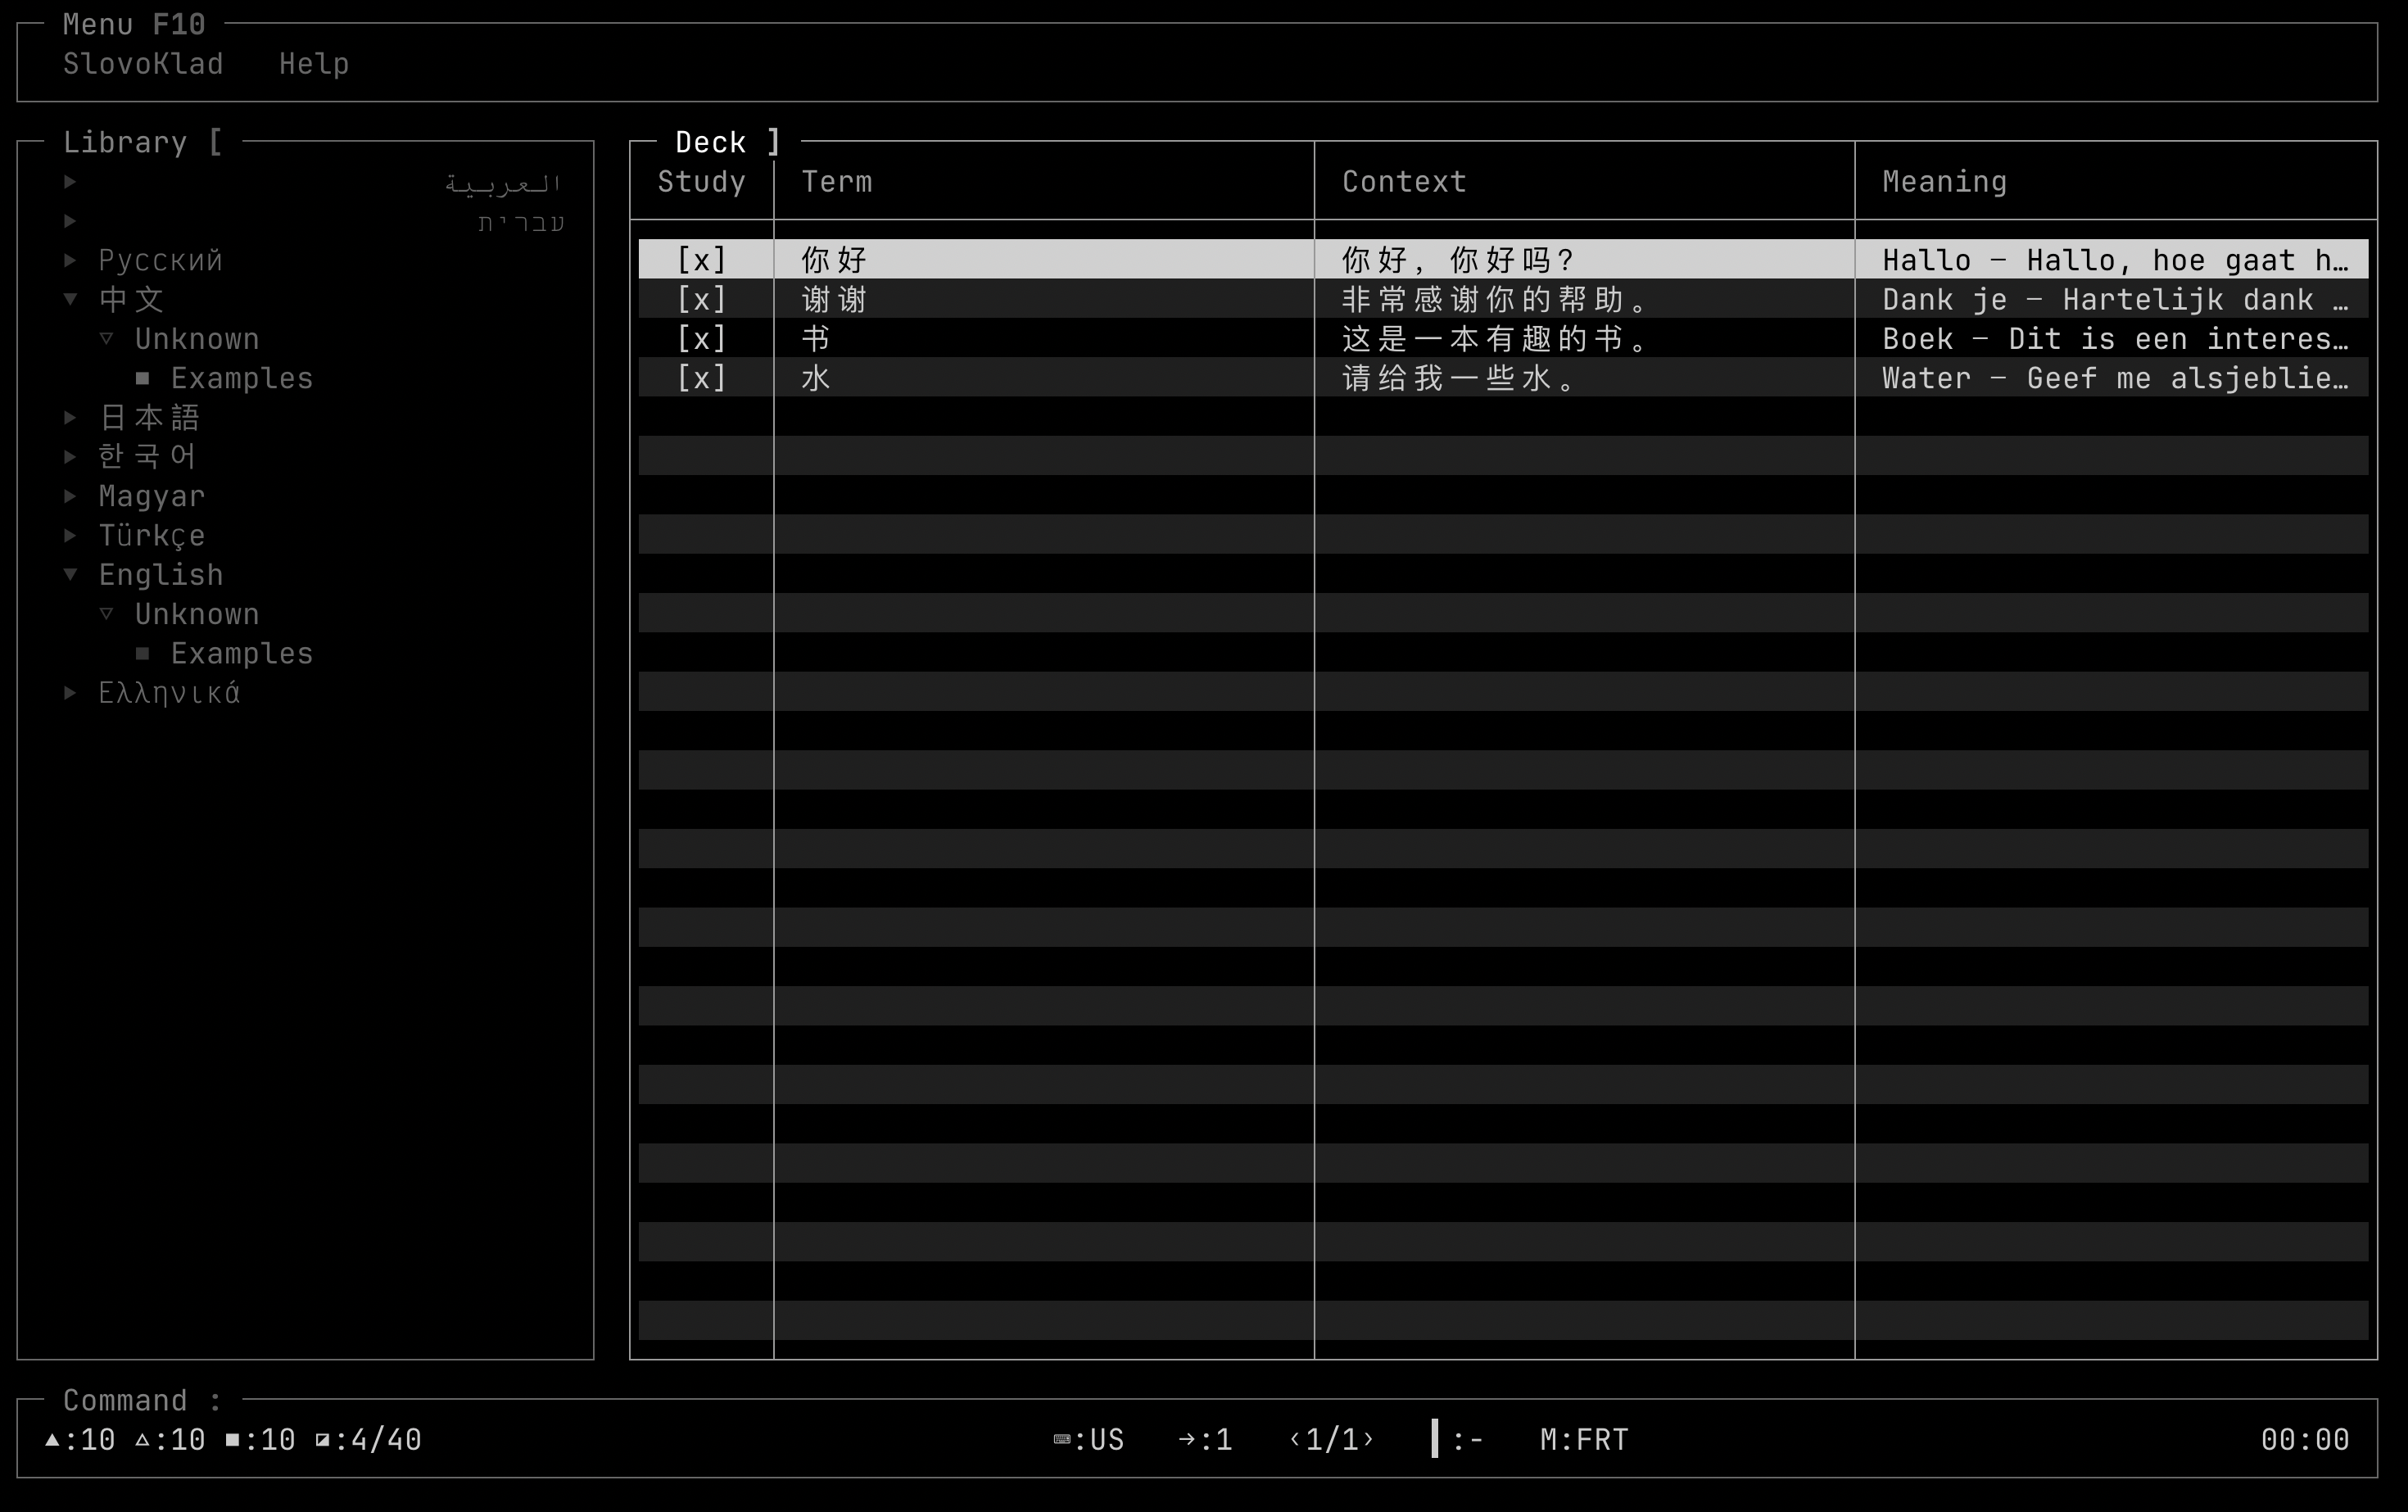 Menu F10
SlovoKlad Help
Library [
▶ العربية
▶ עברית
▶ Русский
▼ 中文
▽ Unknown
■ Examples
▶ 日本語
▶ 한국어
▶ Magyar
▶ Türkçe
▼ English
▽ Unknown
■ Examples
▶ Ελληνικά
Deck ]
Study Term Context Meaning
[x] 你好 你好，你好吗？ Hallo — Hallo, hoe gaat h…
[x] 谢谢 非常感谢你的帮助。 Dank je — Hartelijk dank …
[x] 书 这是一本有趣的书。 Boek — Dit is een interes…
[x] 水 请给我一些水。 Water — Geef me alsjeblie…
Command :
▲:10 △:10 ■:10 ◪:4/40 ⌨:US →:1 ‹1/1› ┃:- M:FRT 00:00